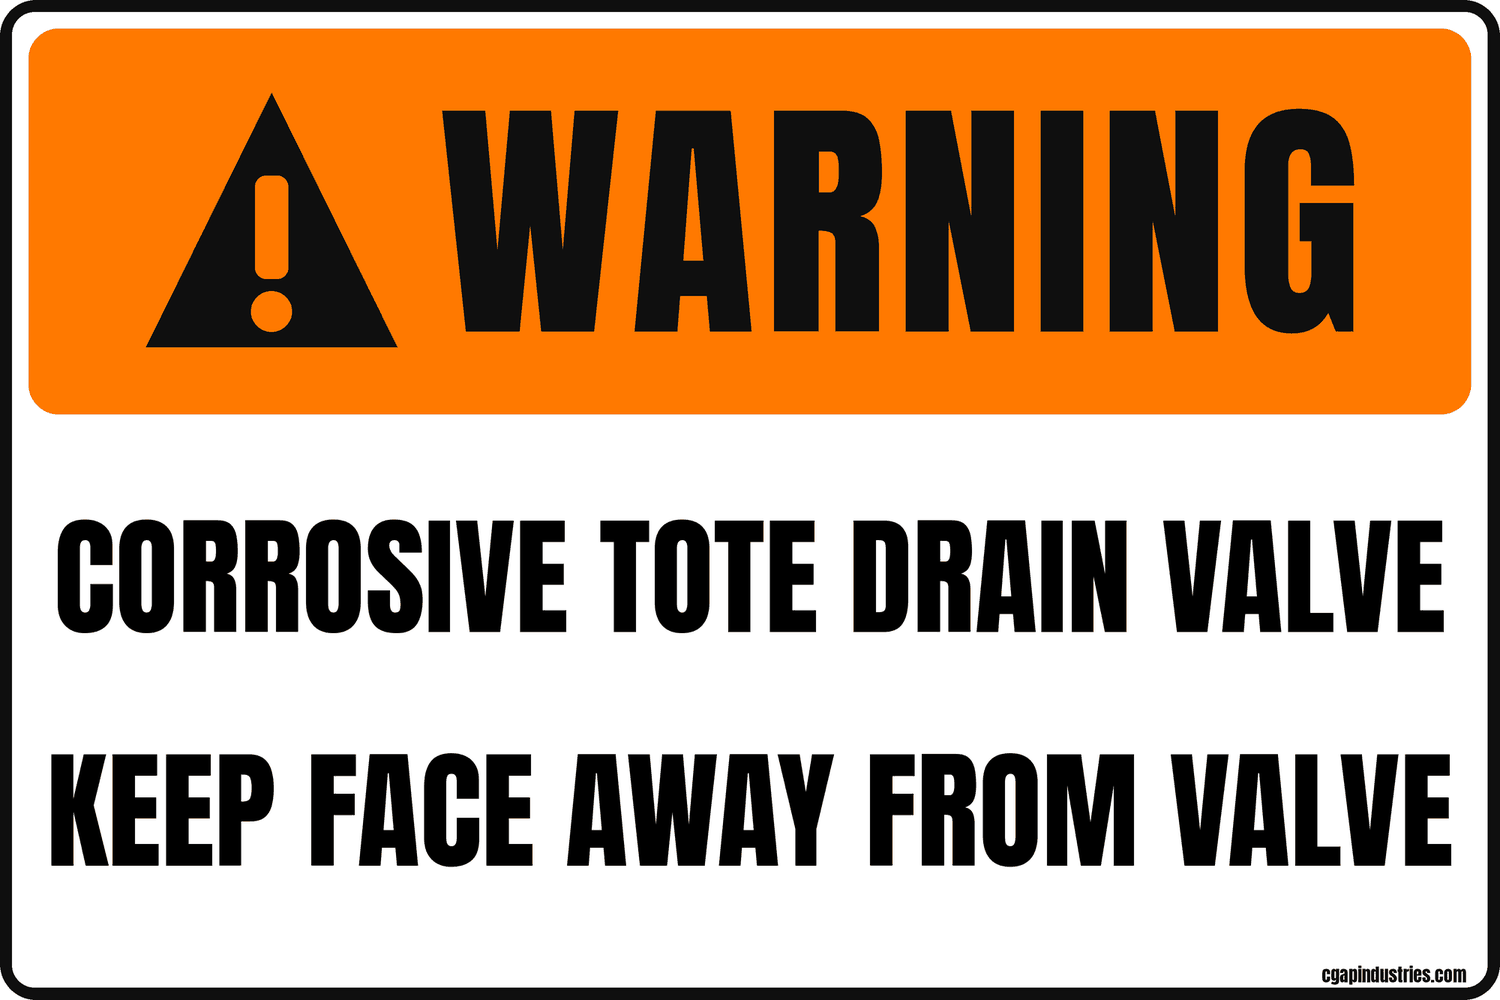 WARNING
CORROSIVE TOTE DRAIN VALVE
KEEP FACE AWAY FROM VALVE
cgapindustries.com